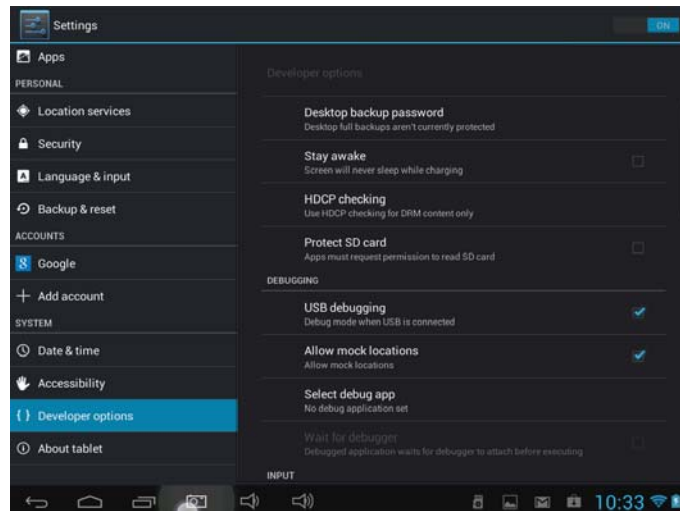 Settings
ON
Apps
PERSONAL
Location services
Security
A Language & input
Backup & reset
ACCOUNTS
8 Google
Add account
SYSTEM
Date & time
Accessibility
{ } Developer options
About tablet
Developer options
Desktop backup password
Desktop full backups aren't currently protected
Stay awake
Screen will never sleep while charging
HDCP checking
Use HDCP checking for DRM content only
Protect SD card
Apps must request permission to read SD card
DEBUGGING
USB debugging
Debug mode when USB is connected
Allow mock locations
Allow mock locations
Select debug app
No debug application set
Wait for debugger
Debugged application waits for debugger to attach before executing
INPUT
10:33